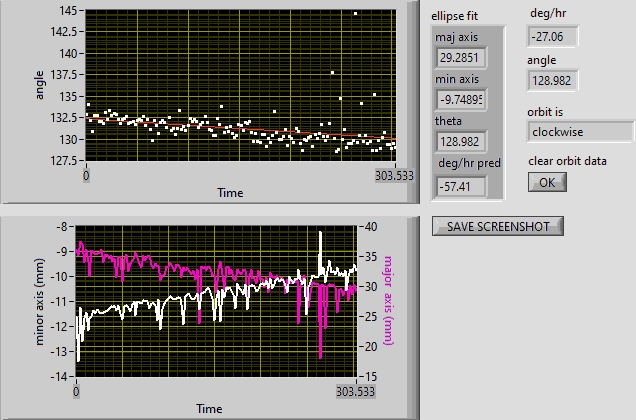 145
142.5
140
137.5
135
132.5
130
127.5
angle
0
303.533
Time
ellipse fit
maj axis
29.2851
min axis
-9.74895
theta
128.982
deg/hr pred
-57.41
deg/hr
-27.06
angle
128.982
orbit is
clockwise
clear orbit data
OK
SAVE SCREENSHOT
-8
-9
-10
-11
-12
-13
-14
minor axis (mm)
40
35
30
25
20
15
major axis (mm)
0
303.533
Time